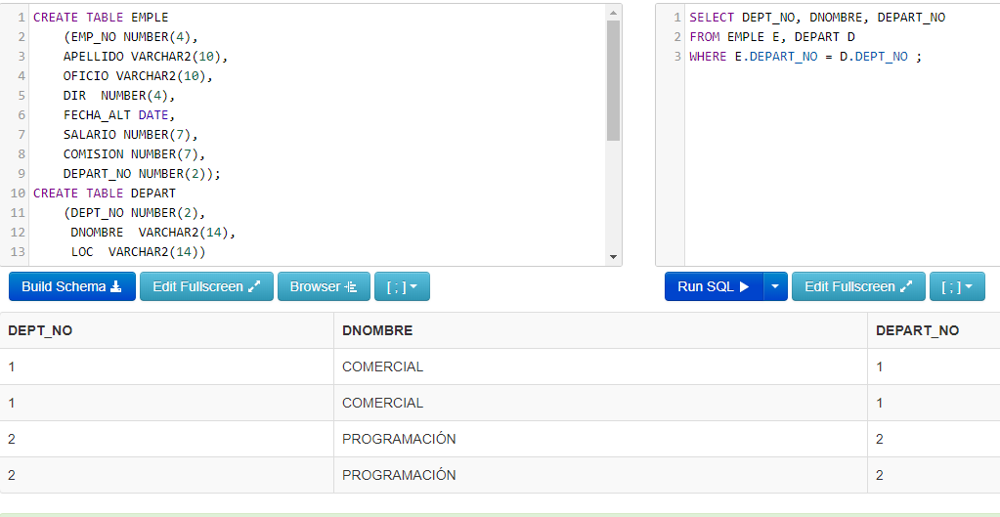 1 CREATE TABLE EMPLE
2 (EMP_NO NUMBER(4),
3 APELLIDO VARCHAR2(10),
4 OFICIO VARCHAR2(10),
5 DIR  NUMBER(4),
6 FECHA_ALT DATE,
7 SALARIO NUMBER(7),
8 COMISION NUMBER(7),
9 DEPART_NO NUMBER(2));
10 CREATE TABLE DEPART
11 (DEPT_NO NUMBER(2),
12 DNOMBRE  VARCHAR2(14),
13 LOC  VARCHAR2(14))
Build Schema Edit Fullscreen Browser [ ; ]
1 SELECT DEPT_NO, DNOMBRE, DEPART_NO
2 FROM EMPLE E, DEPART D
3 WHERE E.DEPART_NO = D.DEPT_NO ;
Run SQL Edit Fullscreen [ ; ]
DEPT_NO DNOMBRE DEPART_NO
1 COMERCIAL 1
1 COMERCIAL 1
2 PROGRAMACIÓN 2
2 PROGRAMACIÓN 2